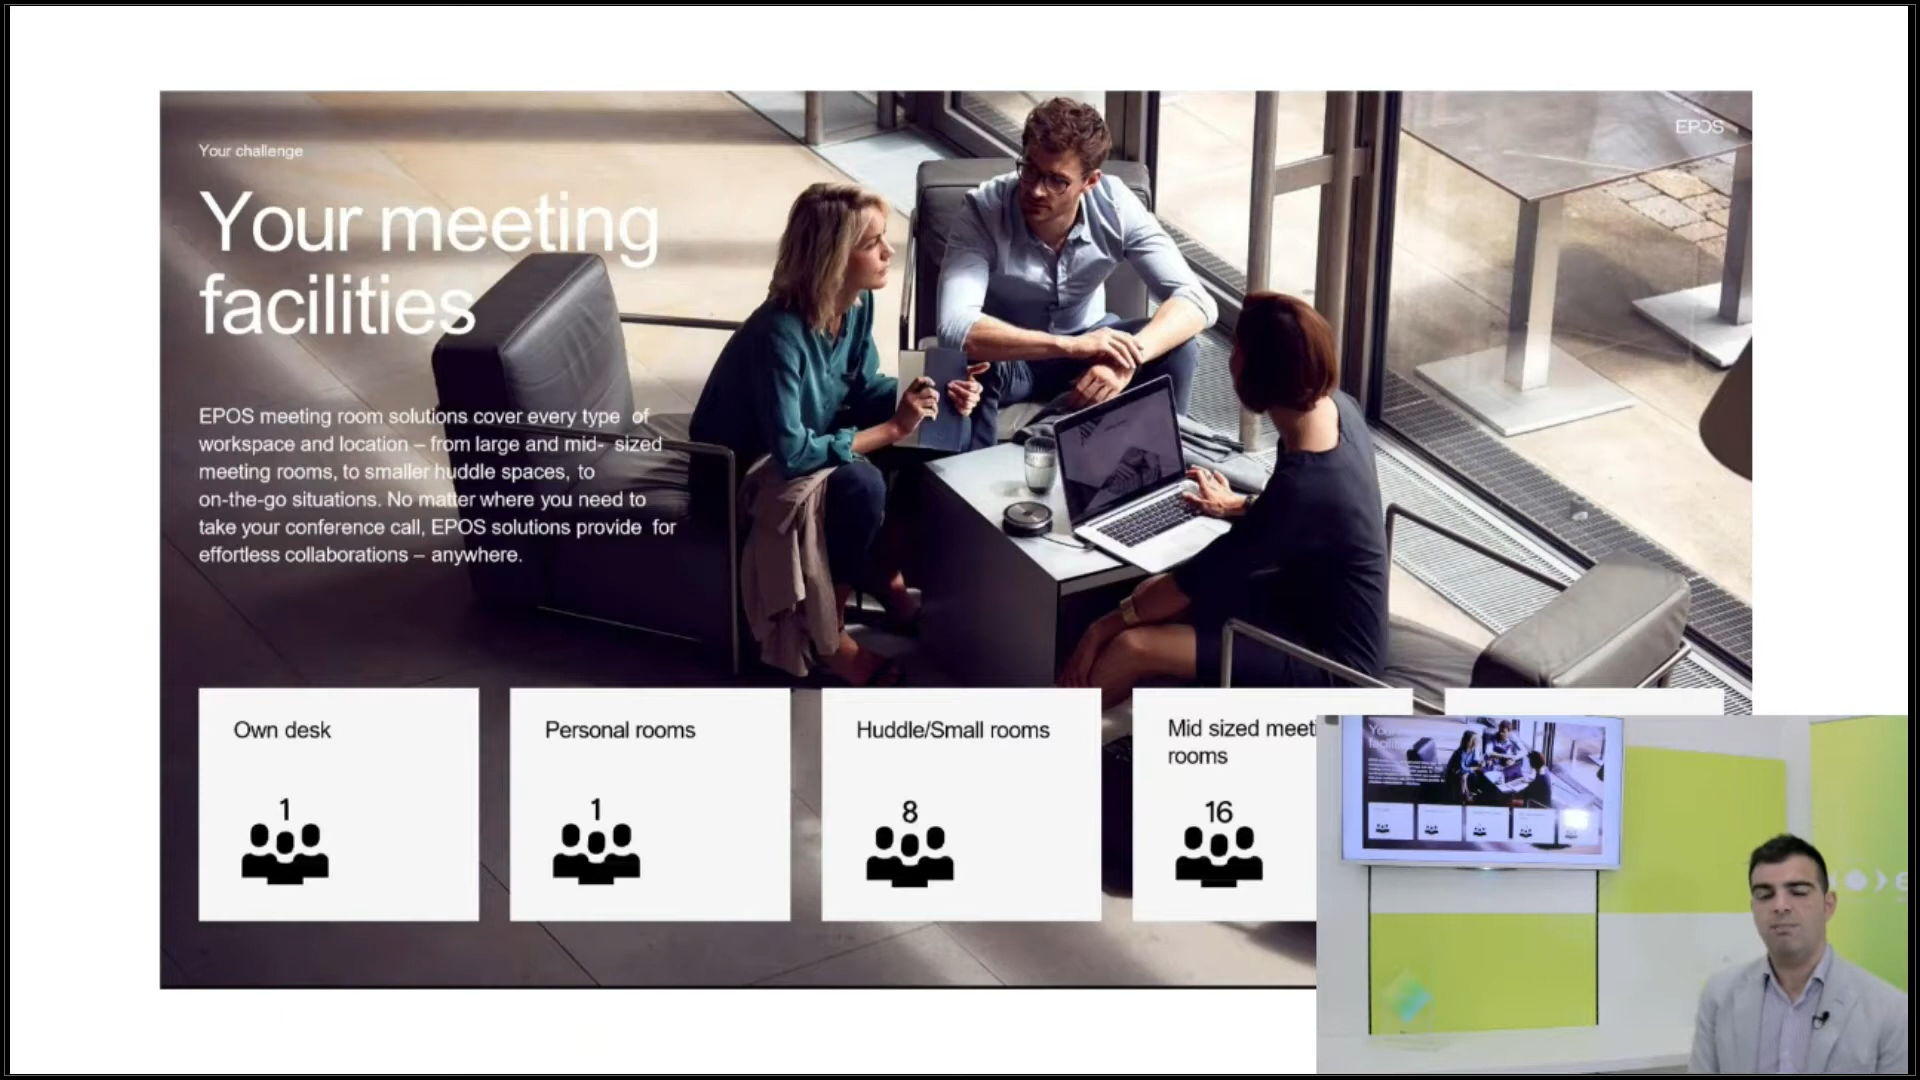 Your challenge
EPOS
Your meeting
facilities
EPOS meeting room solutions cover every type of
workspace and location – from large and mid- sized
meeting rooms, to smaller huddle spaces, to
on-the-go situations. No matter where you need to
take your conference call, EPOS solutions provide for
effortless collaborations – anywhere.
Own desk
1
Personal rooms
1
Huddle/Small rooms
8
Mid sized meeti
rooms
16